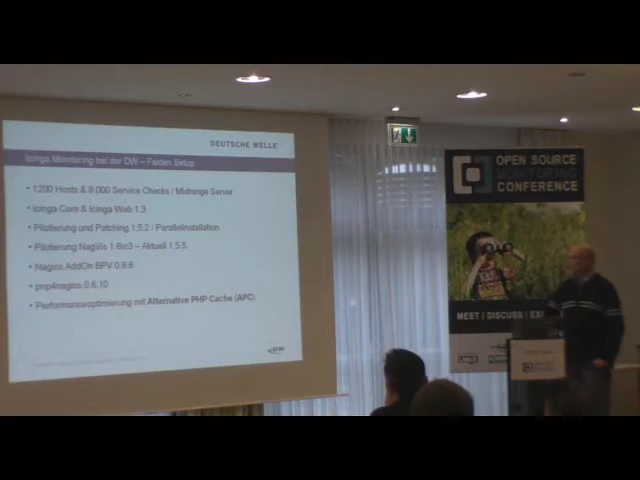 DEUTSCHE WELLE
Icinga Monitoring bei der DW – Fakten Setup
• 1200 Hosts & 9.000 Service Checks / Midrange Server
• Icinga Core & Icinga Web 1.3
• Pilotierung und Patching 1.5.2 / Parallelinstallation
• Pilotierung NagVis 1.6rc3 – Aktuell 1.5.5
• Nagios AddOn BPV 0.9.6
• pnp4nagios 0.6.10
• Performanceoptimierung mit Alternative PHP Cache (APC)
OPEN SOURCE
MONITORING
CONFERENCE
MEET | DISCUSS |